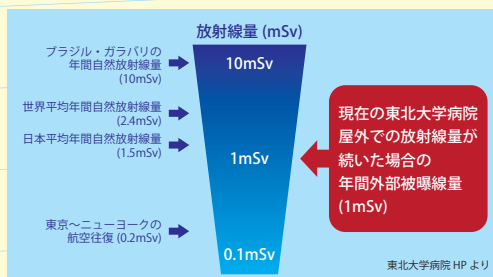 放射線量 (mSv)
ブラジル・ガラパリの
年間自然放射線量
(10mSv)
世界平均年間自然放射線量
(2.4mSv)
日本平均年間自然放射線量
(1.5mSv)
東京〜ニューヨークの
航空往復 (0.2mSv)
10mSv
1mSv
0.1mSv
現在の東北大学病院
屋外での放射線量が
続いた場合の
年間外部被曝線量
(1mSv)
東北大学病院 HP より